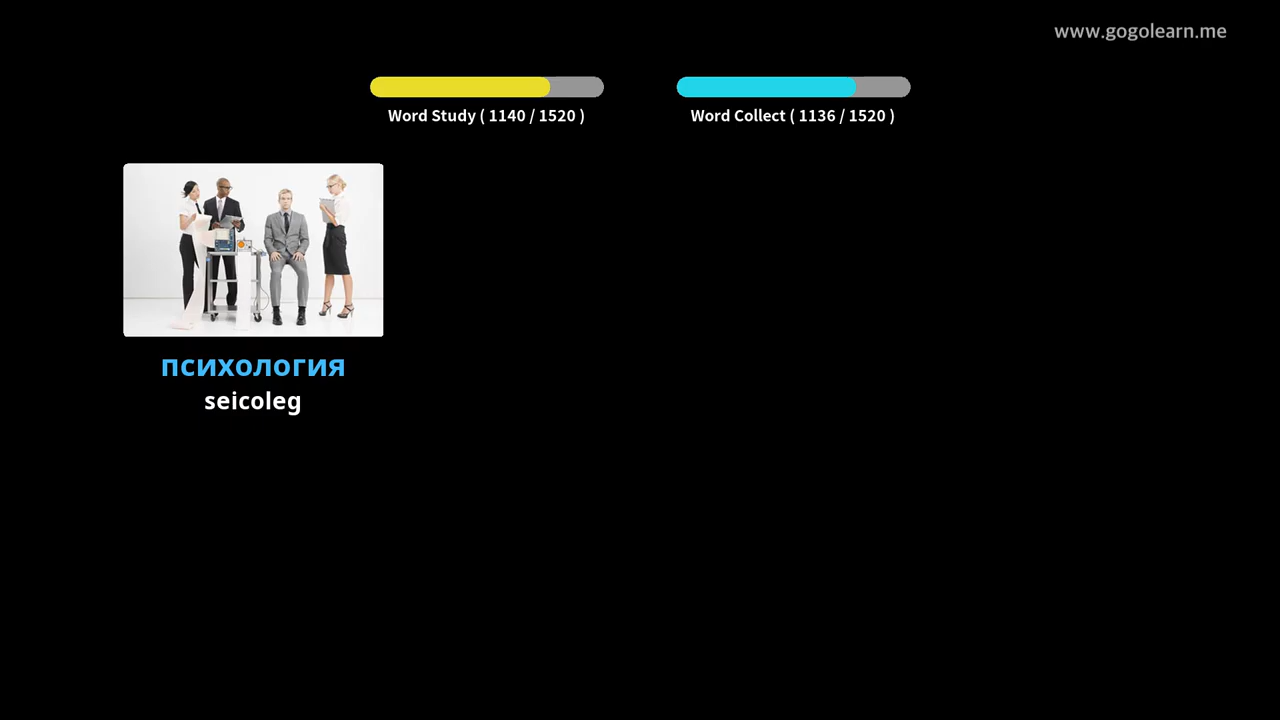 www.gogolearn.me
Word Study ( 1140 / 1520 )
Word Collect ( 1136 / 1520 )
психология
seicoleg